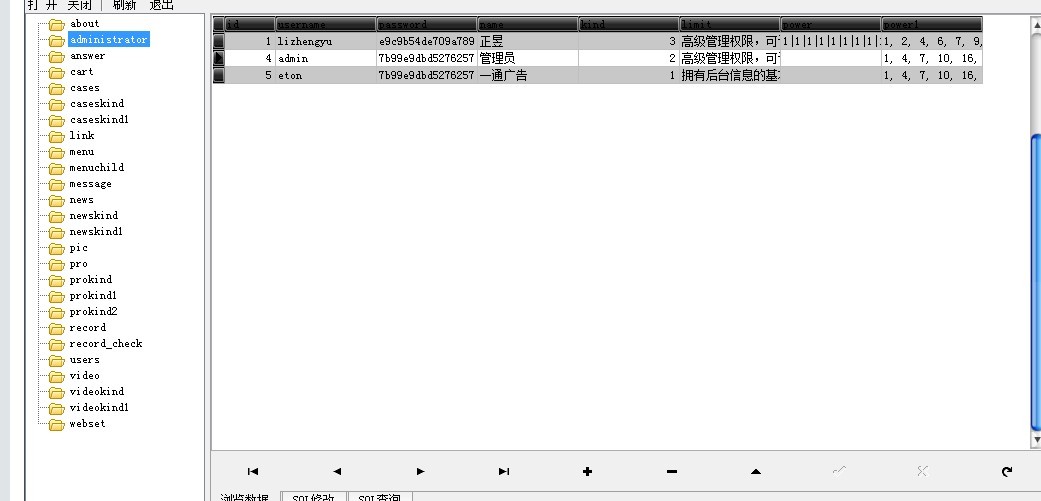 打 开 关闭 | 刷新 退出
about
administrator
answer
cart
cases
caseskind
caseskind1
link
menu
menuchild
message
news
newskind
newskind1
pic
pro
prokind
prokind1
prokind2
record
record_check
users
video
videokind
videokind1
webset
id username password name kind limit power power1
1 lizhengyu e9c9b54de709a789 正昱 3 高级管理权限,可 1|1|1|1|1|1|1|1| 1, 2, 4, 6, 7, 9,
4 admin 7b99e9dbd5276257 管理员 2 高级管理权限,可 1, 4, 7, 10, 16,
5 eton 7b99e9dbd5276257 一通广告 1 拥有后台信息的基 1, 4, 7, 10, 16,
浏览数据 SQL修改 SQL查询